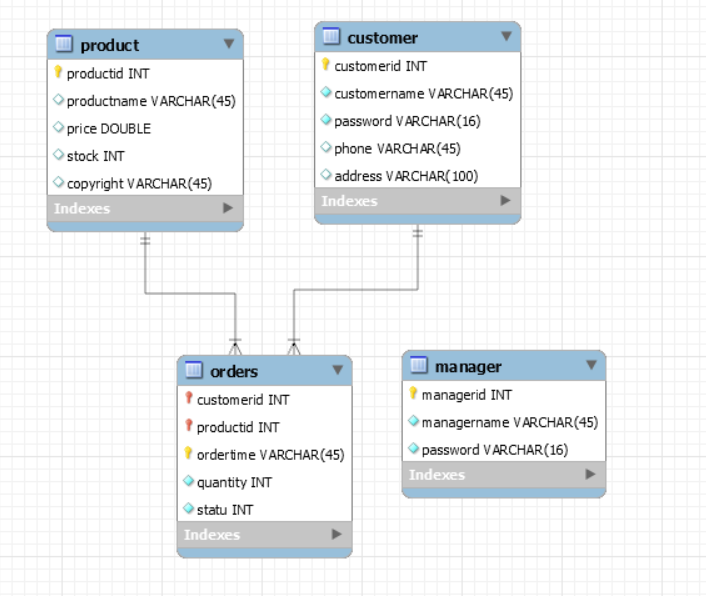 product
productid INT
productname VARCHAR(45)
price DOUBLE
stock INT
copyright VARCHAR(45)
Indexes
customer
customerid INT
customername VARCHAR(45)
password VARCHAR(16)
phone VARCHAR(45)
address VARCHAR(100)
Indexes
orders
customerid INT
productid INT
ordertime VARCHAR(45)
quantity INT
statu INT
Indexes
manager
managerid INT
managername VARCHAR(45)
password VARCHAR(16)
Indexes